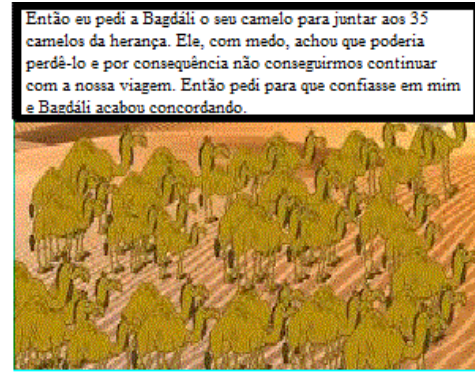 Então eu pedi a Bagdáli o seu camelo para juntar aos 35
camelos da herança. Ele, com medo, achou que poderia
perdê-lo e por consequência não conseguirmos continuar
com a nossa viagem. Então pedi para que confiasse em mim
e Bagdáli acabou concordando.